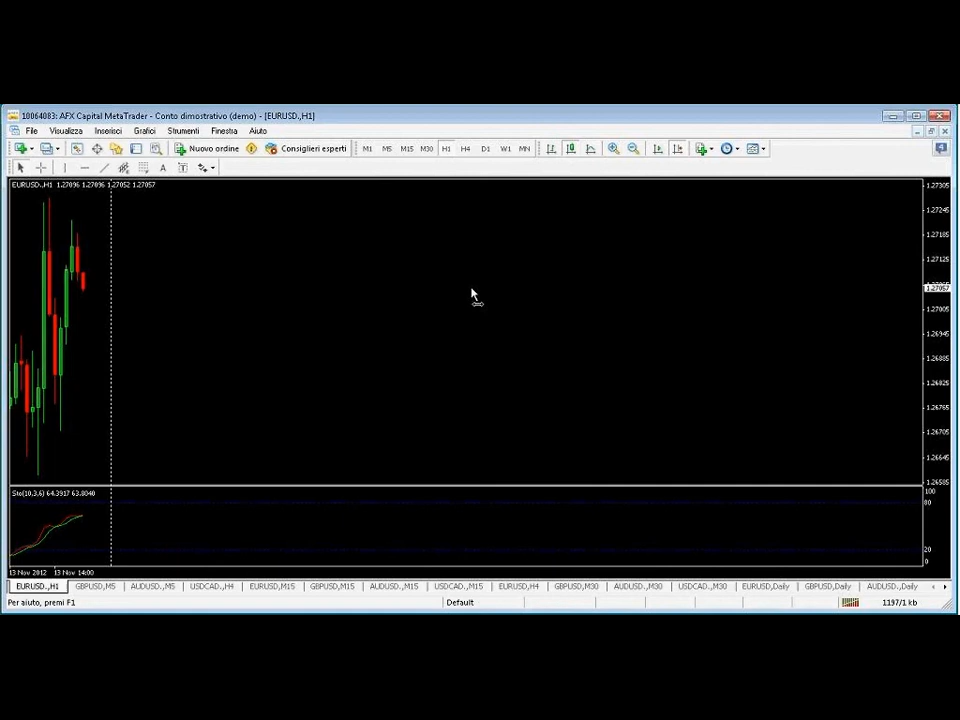 10064083: AFX Capital MetaTrader - Conto dimostrativo (demo) - [EURUSD.,H1]
File Visualizza Inserisci Grafici Strumenti Finestra Aiuto
Nuovo ordine Consiglieri esperti M1 M5 M15 M30 H1 H4 D1 W1 MN
A T
EURUSD.,H1 1.27096 1.27096 1.27052 1.27057
1.27305
1.27245
1.27185
1.27125
1.27057
1.27005
1.26945
1.26885
1.26825
1.26765
1.26705
1.26645
1.26585
Sto(10,3,6) 64.3917 63.8040
100
80
20
0
13 Nov 2012 13 Nov 14:00
EURUSD.,H1 GBPUSD,M5 AUDUSD.,M5 USDCAD.,H4 EURUSD,M15 GBPUSD,M15 AUDUSD.,M15 USDCAD.,M15 EURUSD,H4 GBPUSD,M30 AUDUSD.,M30 USDCAD.,M30 EURUSD,Daily GBPUSD,Daily AUDUSD.,Daily
Per aiuto, premi F1 Default 1197/1 kb